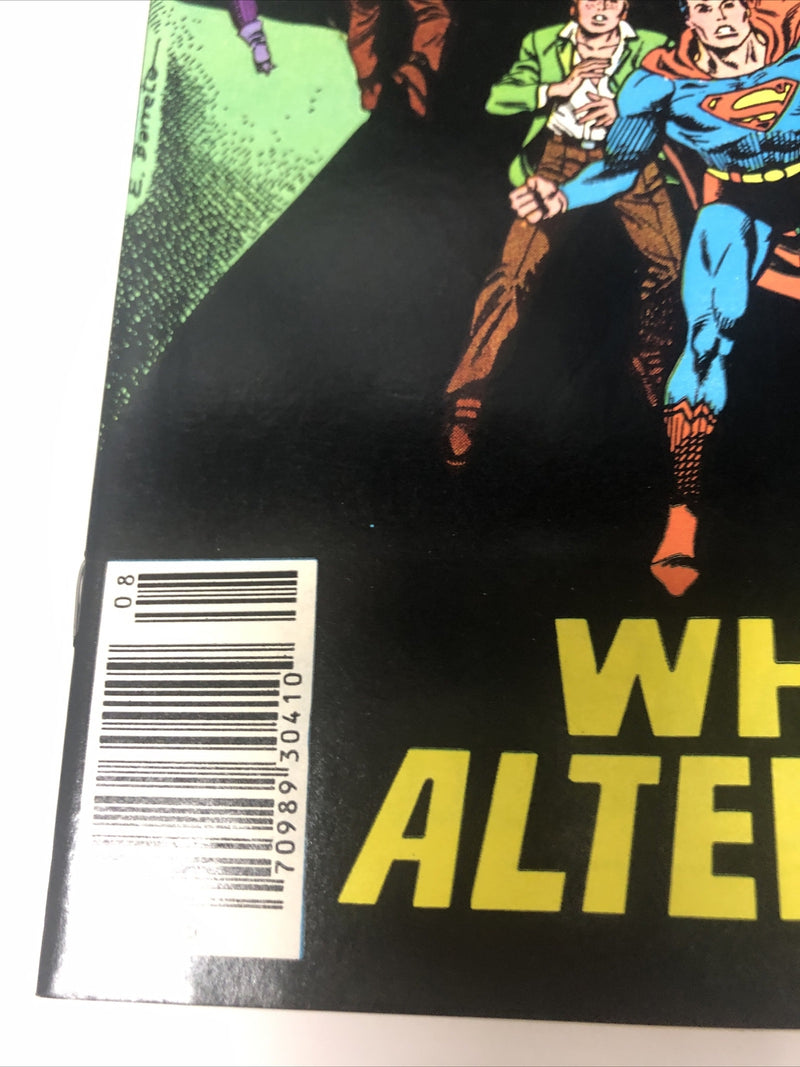 E. Barreto
S
08
70989 30410
WH
ALTE